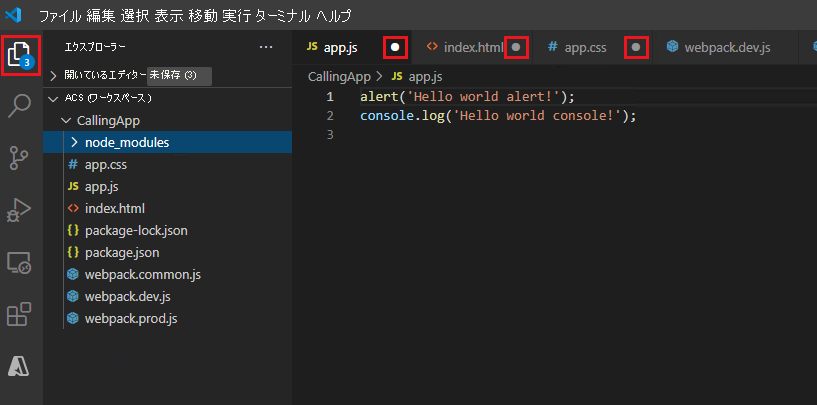 ファイル 編集 選択 表示 移動 実行 ターミナル ヘルプ
エクスプローラー ···
3
開いているエディター 未保存 (3)
ACS (ワークスペース)
CallingApp
node_modules
# app.css
JS app.js
<> index.html
{ } package-lock.json
{ } package.json
webpack.common.js
webpack.dev.js
webpack.prod.js
JS app.js
<> index.html
# app.css
webpack.dev.js
CallingApp > JS app.js
1 alert('Hello world alert!');
2 console.log('Hello world console!');
3